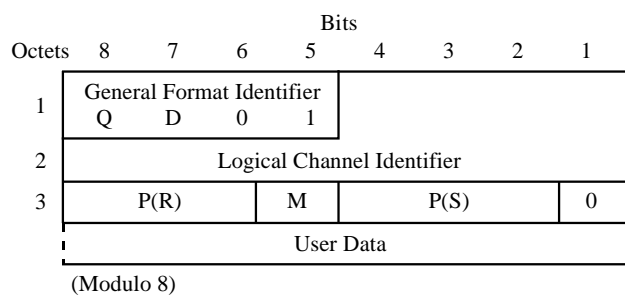 Bits
Octets 8 7 6 5 4 3 2 1
General Format Identifier
1 Q D 0 1
2 Logical Channel Identifier
3 P(R) M P(S) 0
User Data
(Modulo 8)